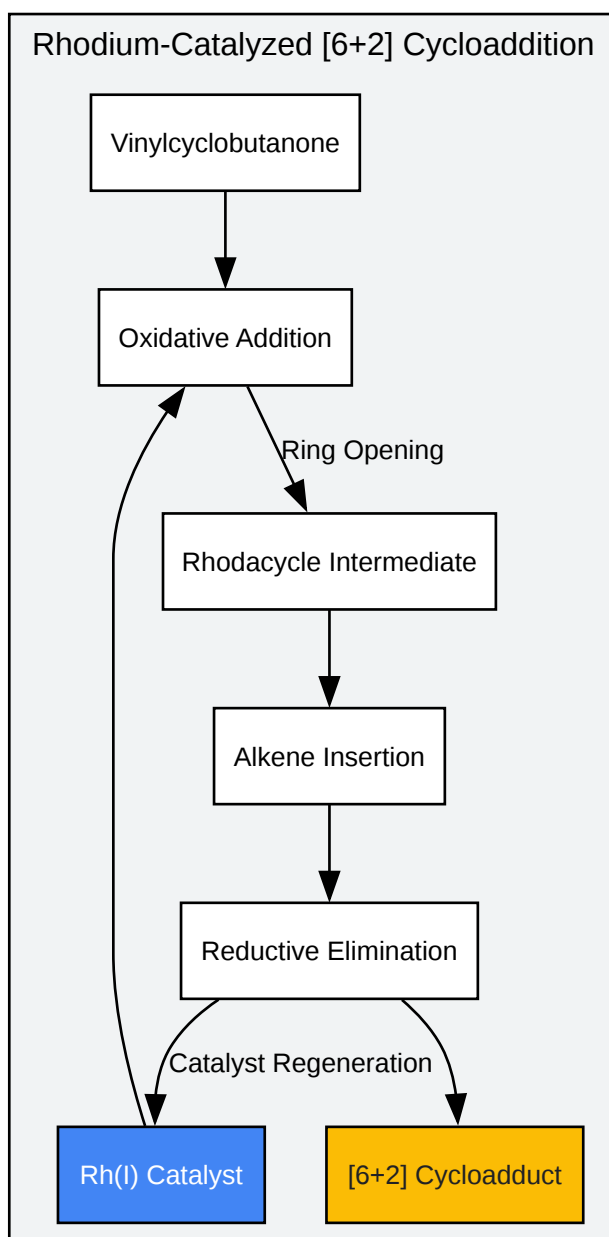 Rhodium-Catalyzed [6+2] Cycloaddition
Vinylcyclobutanone
Oxidative Addition
Ring Opening
Rhodacycle Intermediate
Alkene Insertion
Reductive Elimination
Catalyst Regeneration
Rh(I) Catalyst
[6+2] Cycloadduct